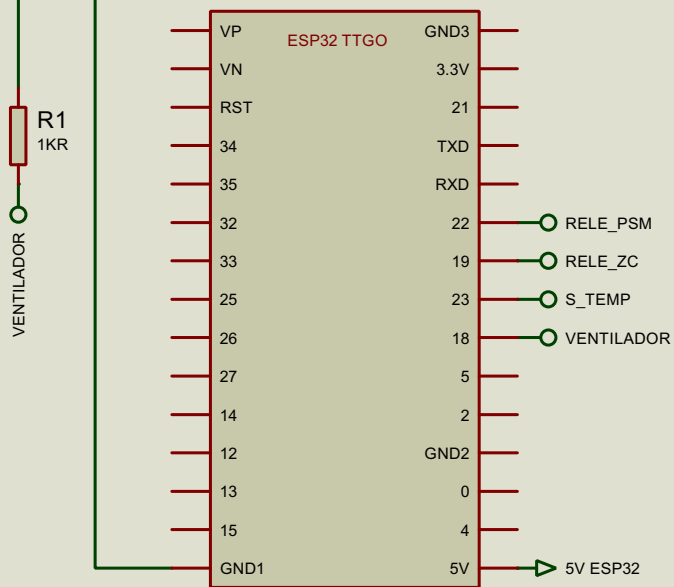 ESP32 TTGO
R1
1KR
VENTILADOR
VP
VN
RST
34
35
32
33
25
26
27
14
12
13
15
GND1
GND3
3.3V
21
TXD
RXD
22 RELE_PSM
19 RELE_ZC
23 S_TEMP
18 VENTILADOR
5
2
GND2
0
4
5V 5V ESP32